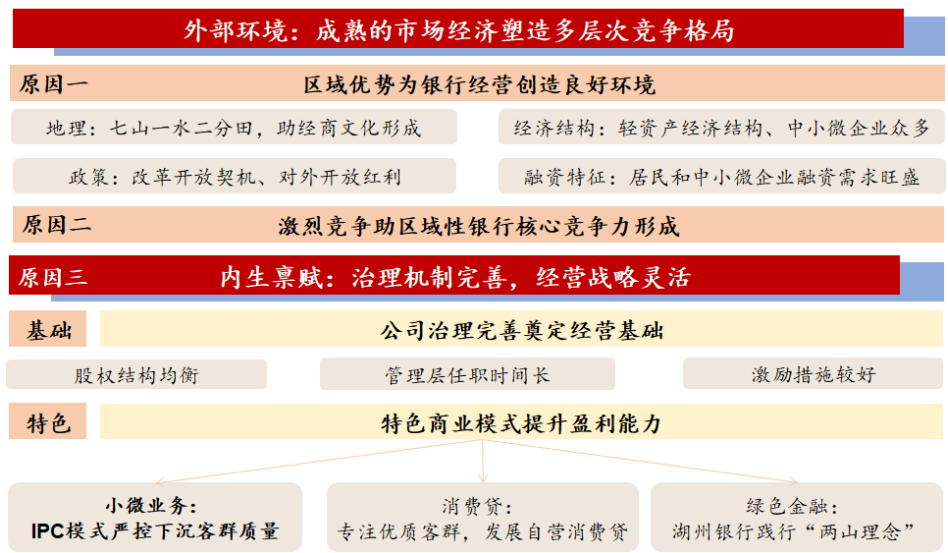 外部环境：成熟的市场经济塑造多层次竞争格局
原因一
区域优势为银行经营创造良好环境
地理：七山一水二分田，助经商文化形成
经济结构：轻资产经济结构、中小微企业众多
政策：改革开放契机、对外开放红利
融资特征：居民和中小微企业融资需求旺盛
原因二
激烈竞争助区域性银行核心竞争力形成
原因三
内生禀赋：治理机制完善，经营战略灵活
基础
公司治理完善奠定经营基础
股权结构均衡
管理层任职时间长
激励措施较好
特色
特色商业模式提升盈利能力
小微业务：
IPC模式严控下沉客群质量
消费贷：
专注优质客群，发展自营消费贷
绿色金融：
湖州银行践行“两山理念”